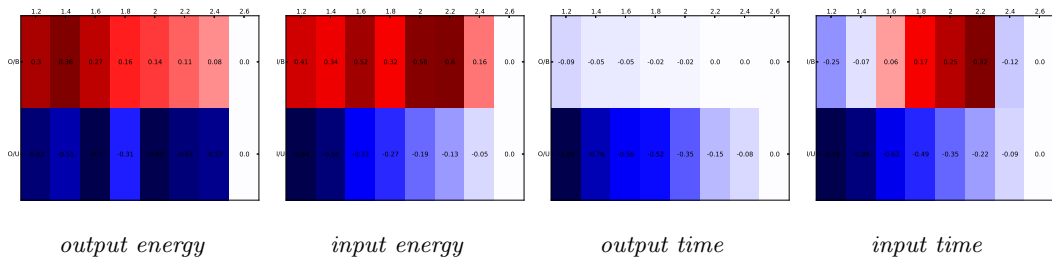 1.2 1.4 1.6 1.8 2.0 2.2 2.4 2.6
O/B 0.3 0.27 0.16 0.14 0.11 0.08 0.0
O/U -0.31 0.0
output energy
1.2 1.4 1.6 1.8 2.0 2.2 2.4 2.6
I/B 0.41 0.34 0.52 0.32 0.6 0.16 0.0
I/U -0.27 -0.19 -0.13 -0.05 0.0
input energy
1.2 1.4 1.6 1.8 2.0 2.2 2.4 2.6
O/B -0.09 -0.05 -0.05 -0.02 -0.02 0.0 0.0 0.0
O/U -0.52 -0.35 -0.15 -0.08 0.0
output time
1.2 1.4 1.6 1.8 2.0 2.2 2.4 2.6
I/B -0.25 -0.07 0.06 0.17 0.25 0.32 -0.12 0.0
I/U -0.49 -0.35 -0.22 -0.09 0.0
input time